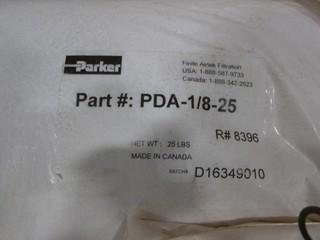 Parker
Finite Airtek Filtration
USA: 1-888-587-9733
Canada: 1-888-342-2623
Part #: PDA-1/8-25
R# 8396
NET WT : 25 LBS
MADE IN CANADA
BATCH# D16349010